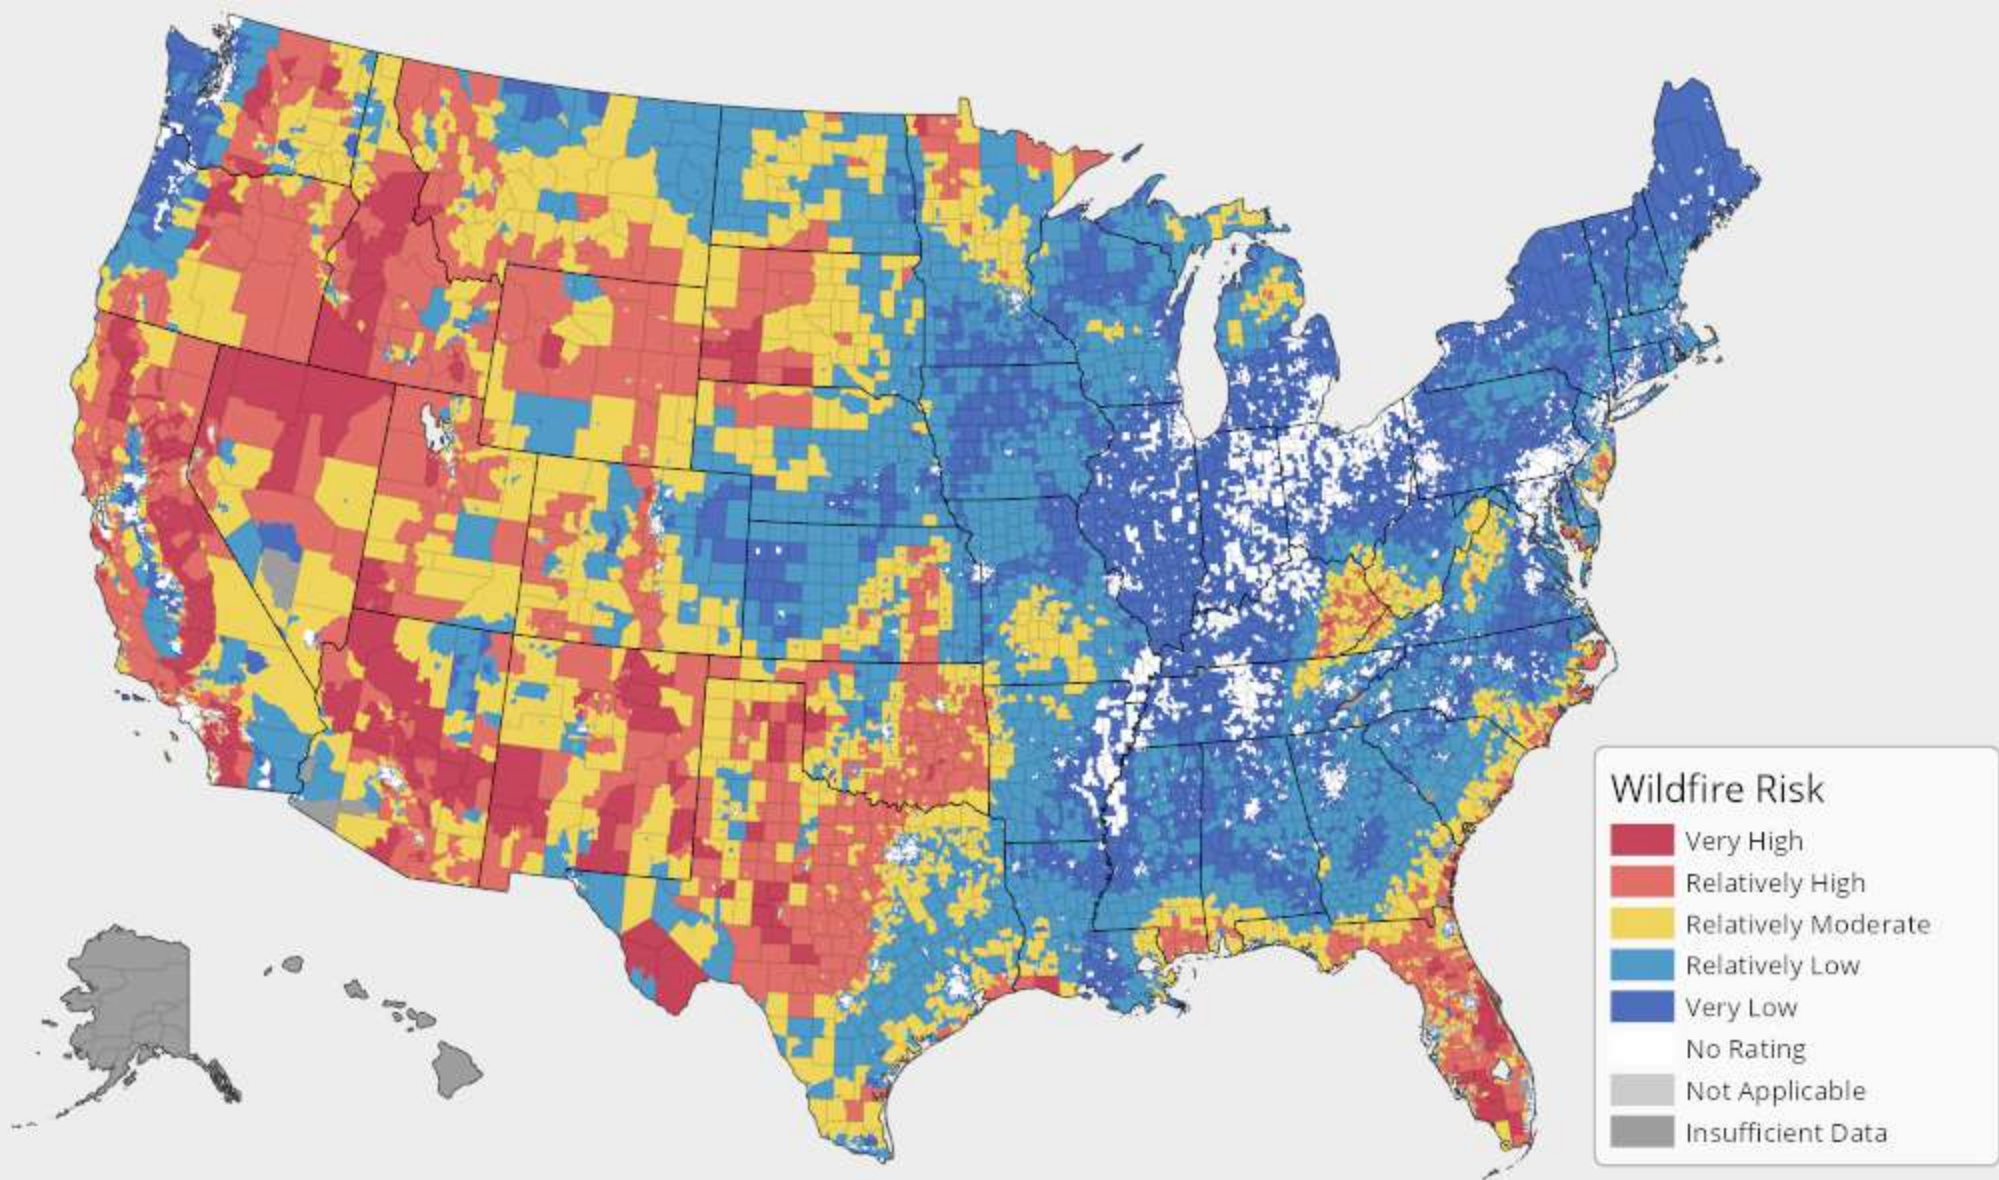 Wildfire Risk
Very High
Relatively High
Relatively Moderate
Relatively Low
Very Low
No Rating
Not Applicable
Insufficient Data